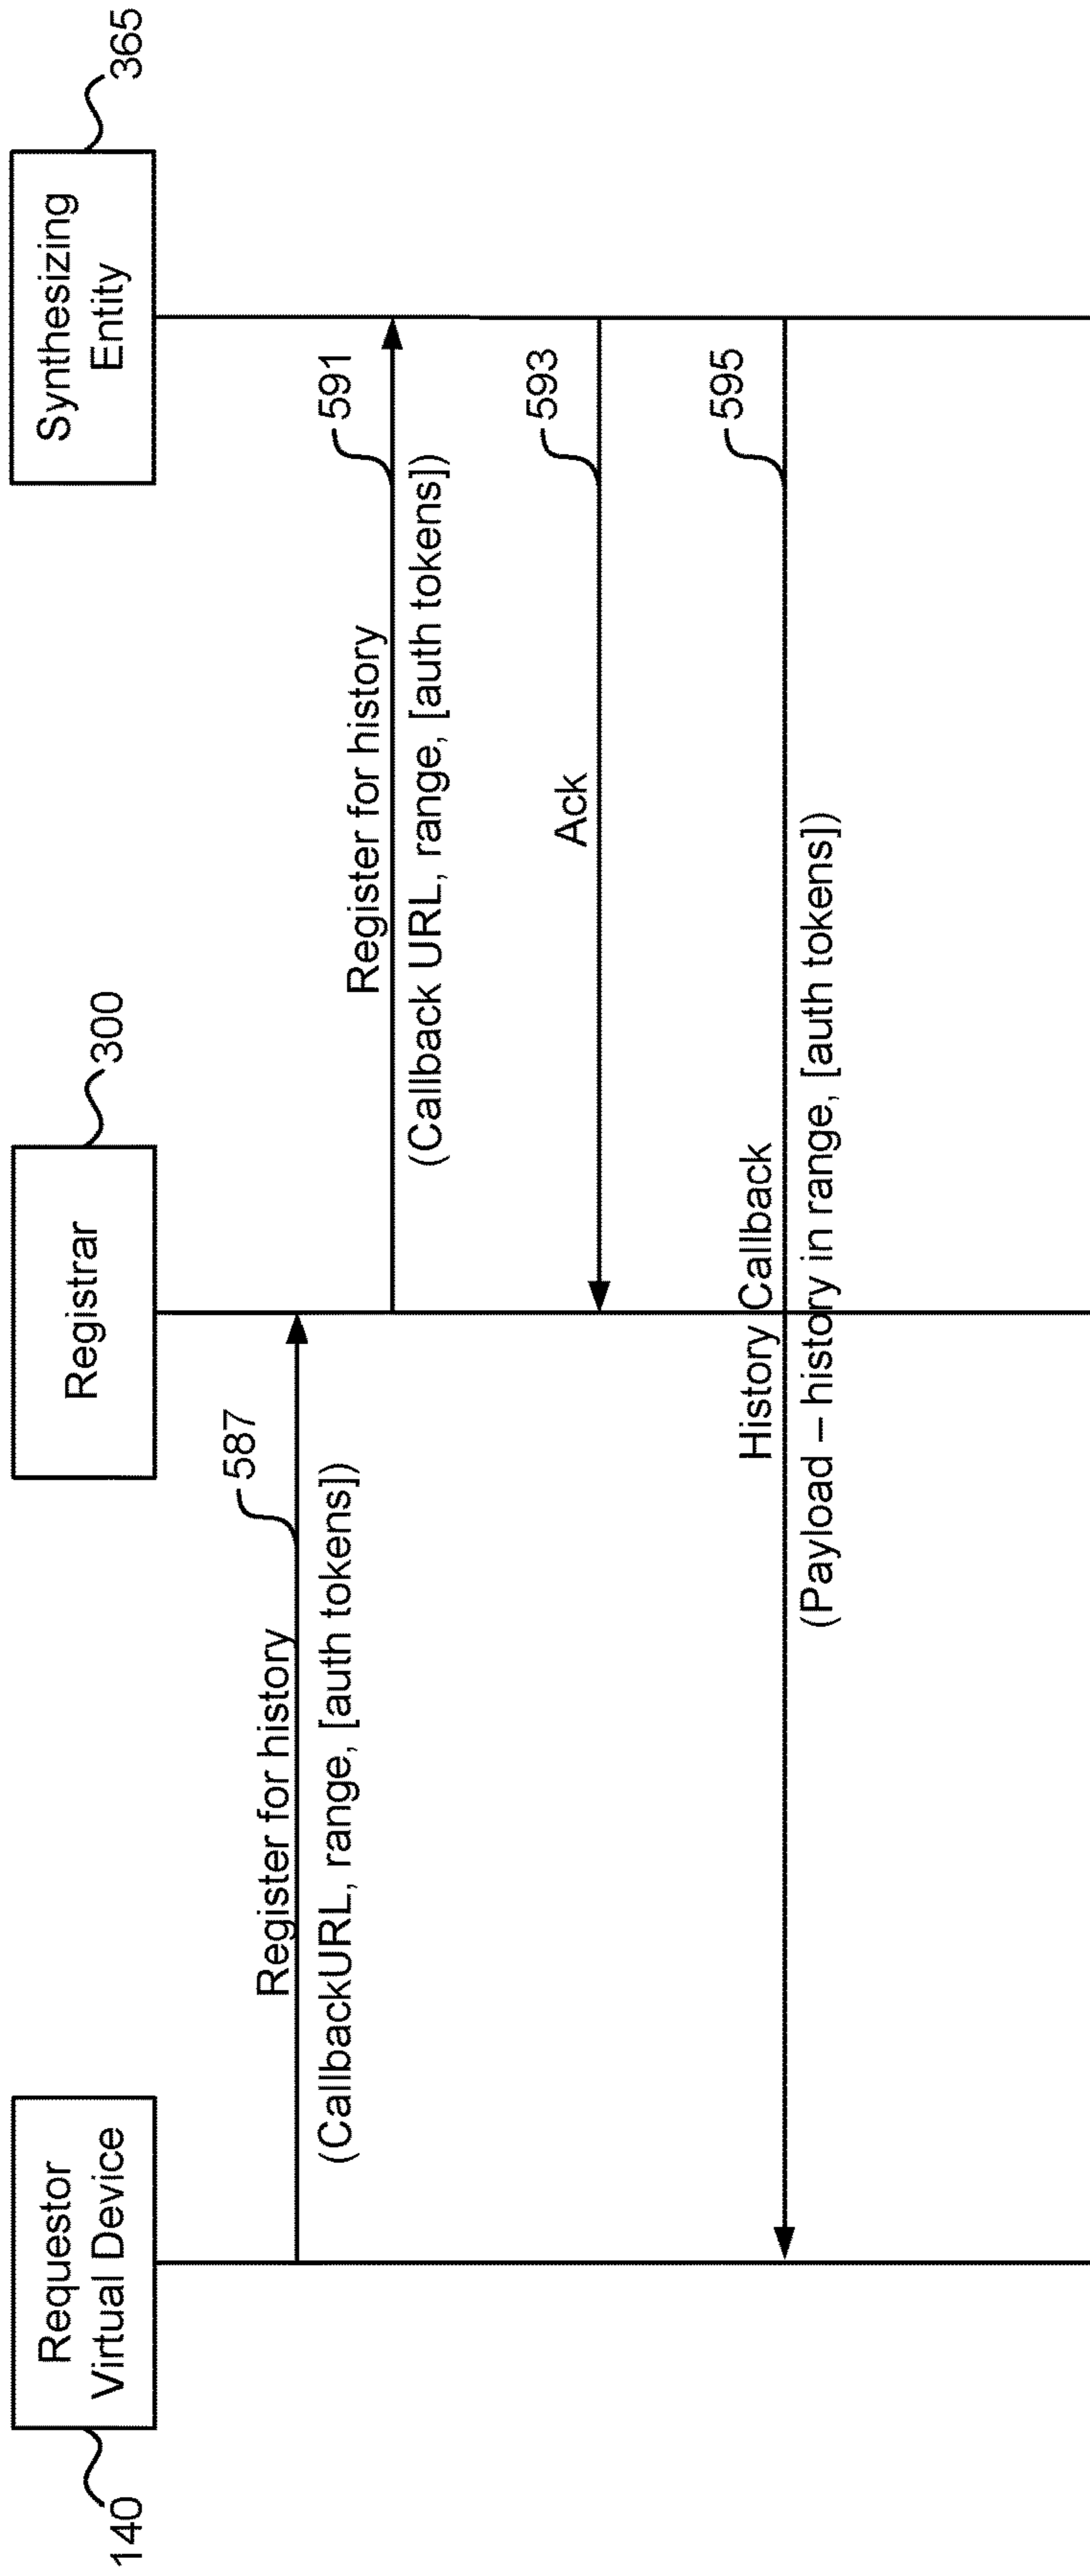 Requestor
Virtual Device
140
Registrar
300
Synthesizing
Entity
365
Register for history
587
(CallbackURL, range, [auth tokens])
Register for history
591
(Callback URL, range, [auth tokens])
Ack
593
History Callback
595
(Payload – history in range, [auth tokens])